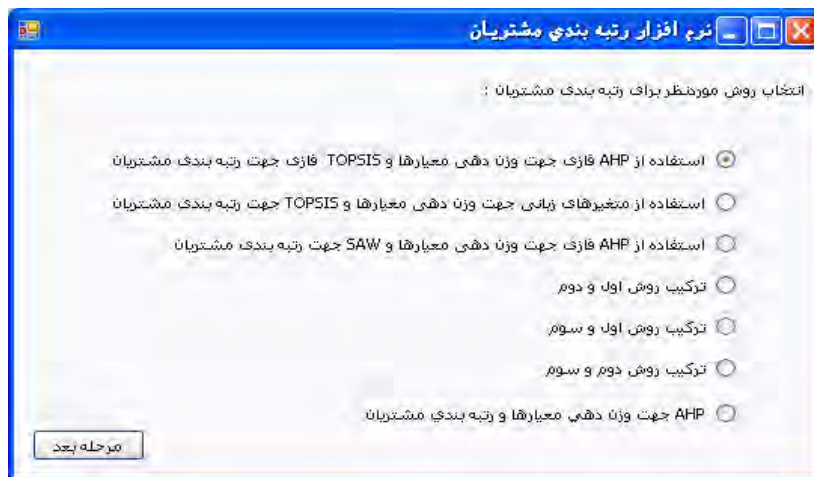 نرم افزار رتبه بندي مشتریان
انتخاب روش موردنظر برای رتبه بندی مشتریان :
استفاده از AHP فازی جهت وزن دهی معیارها و TOPSIS فازی جهت رتبه بندی مشتریان
استفاده از متغیرهای زبانی جهت وزن دهی معیارها و TOPSIS جهت رتبه بندی مشتریان
استفاده از AHP فازی جهت وزن دهی معیارها و SAW جهت رتبه بندی مشتریان
ترکیب روش اول و دوم
ترکیب روش اول و سوم
ترکیب روش دوم و سوم
AHP جهت وزن دهي معیارها و رتبه بندي مشتریان
مرحله بعد